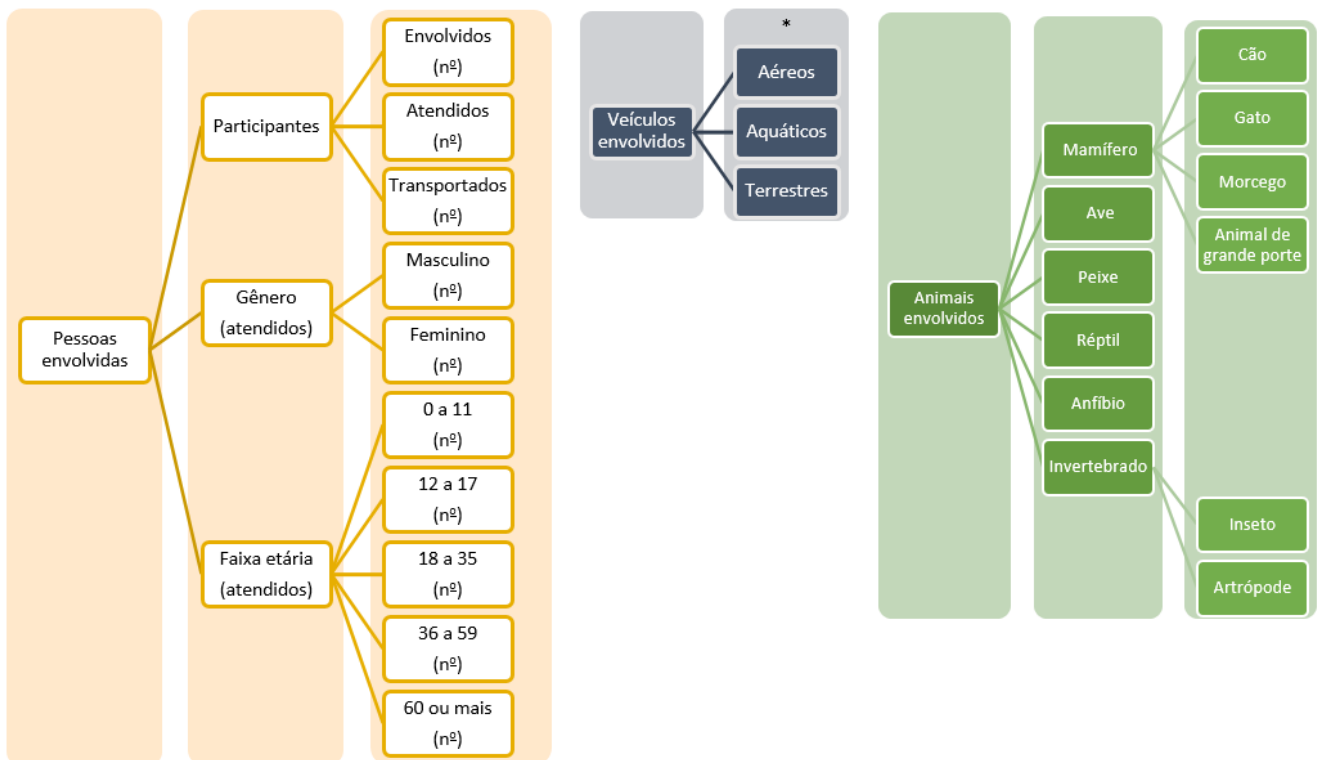 Pessoas
envolvidas
Participantes
Envolvidos
(nº)
Atendidos
(nº)
Transportados
(nº)
Gênero
(atendidos)
Masculino
(nº)
Feminino
(nº)
Faixa etária
(atendidos)
0 a 11
(nº)
12 a 17
(nº)
18 a 35
(nº)
36 a 59
(nº)
60 ou mais
(nº)
Veículos
envolvidos
*
Aéreos
Aquáticos
Terrestres
Animais
envolvidos
Mamífero
Cão
Gato
Morcego
Animal de
grande porte
Ave
Peixe
Réptil
Anfíbio
Invertebrado
Inseto
Artrópode